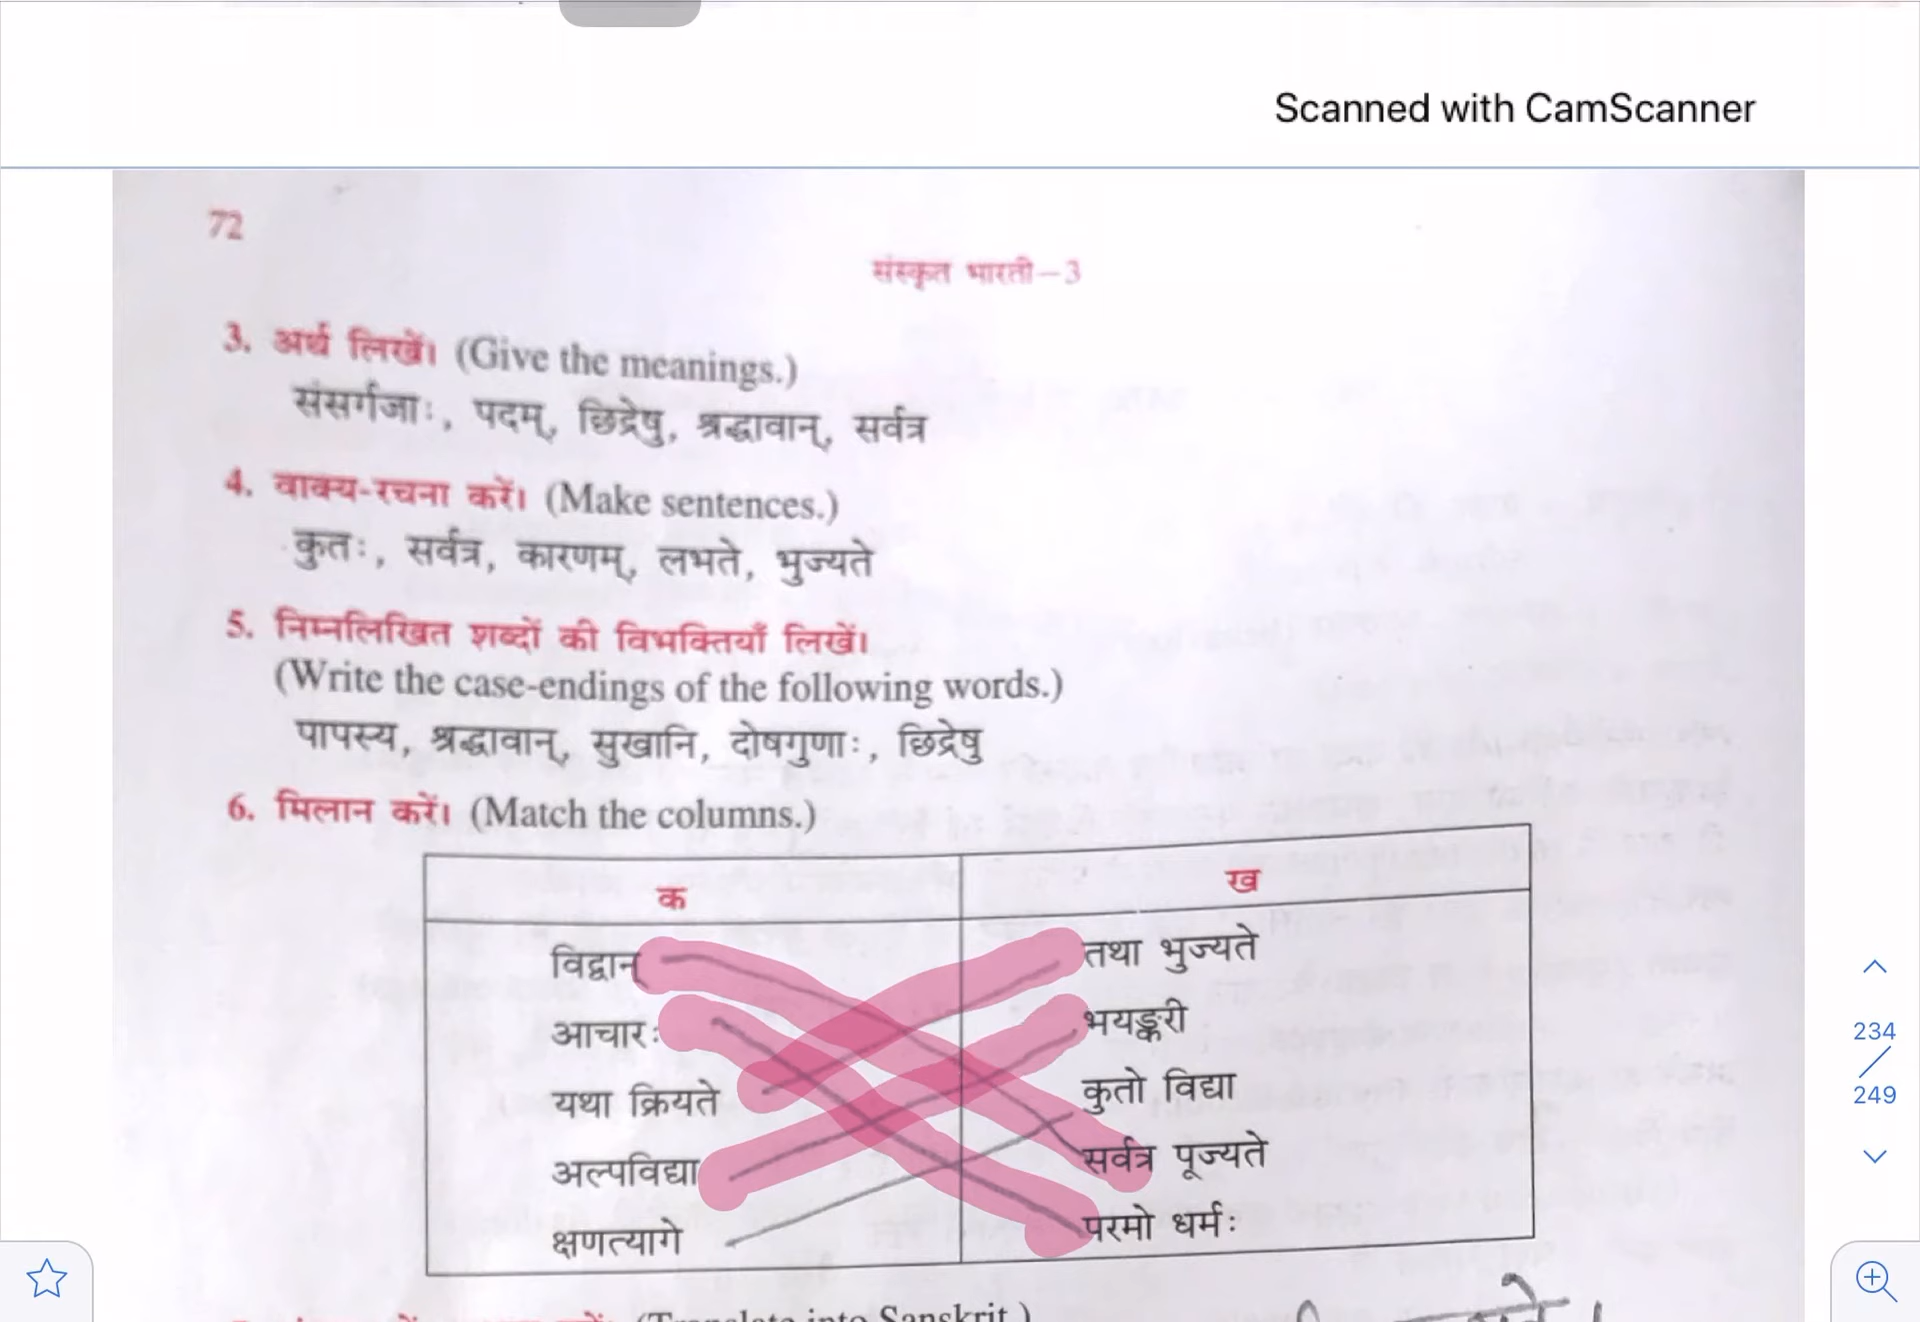 Scanned with CamScanner
72
संस्कृत भारती–3
3. अर्थ लिखें। (Give the meanings.)
संसर्गजाः, पदम्, छिद्रेषु, श्रद्धावान्, सर्वत्र
4. वाक्य-रचना करें। (Make sentences.)
कुतः, सर्वत्र, कारणम्, लभते, भुज्यते
5. निम्नलिखित शब्दों की विभक्तियाँ लिखें।
(Write the case-endings of the following words.)
पापस्य, श्रद्धावान्, सुखानि, दोषगुणाः, छिद्रेषु
6. मिलान करें। (Match the columns.)
क ख
विद्वान् तथा भुज्यते
आचारः भयङ्करी
यथा क्रियते कुतो विद्या
अल्पविद्या सर्वत्र पूज्यते
क्षणत्यागे परमो धर्मः
(Translate into Sanskrit.)
234
249